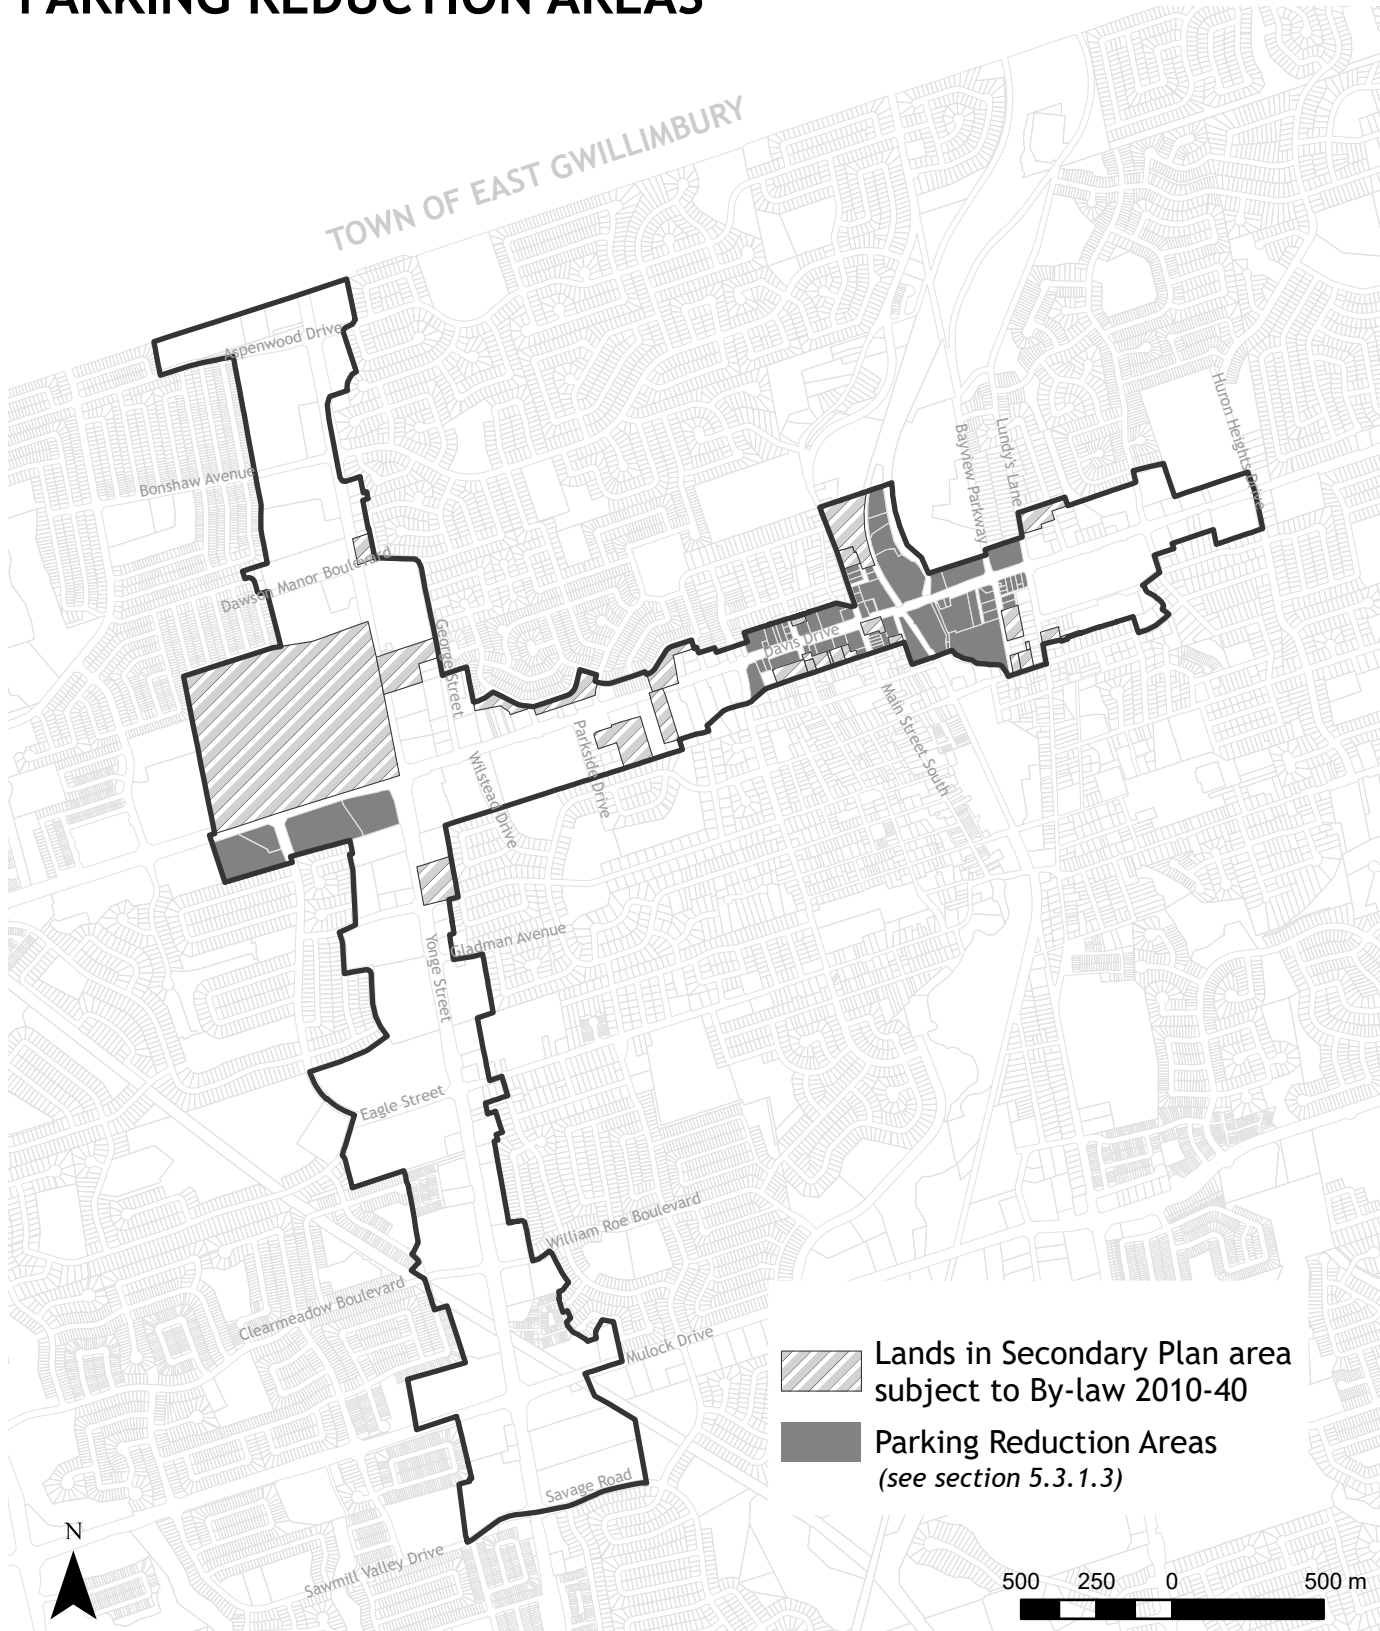 PARKING REDUCTION AREAS
TOWN OF EAST GWILLIMBURY
Aspenwood Drive
Bonshaw Avenue
Dawson Manor Boulevard
George Street
Huron Heights Drive
Lundy's Lane
Bayview Parkway
Davis Drive
Main Street South
Parkside Drive
Wilstead Drive
Gladman Avenue
Yonge Street
Eagle Street
William Roe Boulevard
Clearmeadow Boulevard
Mulock Drive
Savage Road
Sawmill Valley Drive
Lands in Secondary Plan area
subject to By-law 2010-40
Parking Reduction Areas
(see section 5.3.1.3)
N
500 250 0 500 m